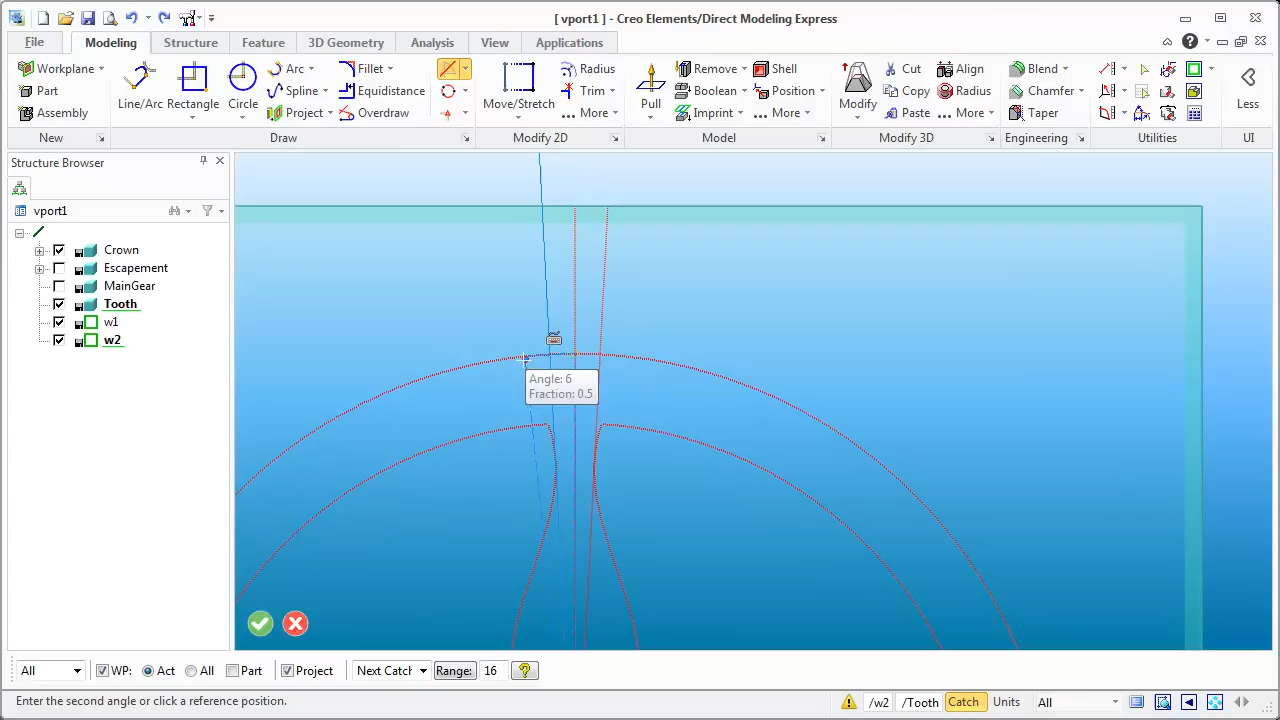 [ vport1 ] - Creo Elements/Direct Modeling Express
File Modeling Structure Feature 3D Geometry Analysis View Applications
Workplane Part Assembly New
Line/Arc Rectangle Circle Arc Spline Project Fillet Equidistance Overdraw Draw
Move/Stretch Radius Trim More Modify 2D
Pull Remove Boolean Imprint Shell Position More Model
Modify Cut Copy Paste Align Radius More Modify 3D
Blend Chamfer Taper Engineering
Utilities
Less UI
Structure Browser
vport1
Crown
Escapement
MainGear
Tooth
w1
w2
Angle: 6
Fraction: 0.5
All WP: Act All Part Project Next Catch Range: 16 ?
Enter the second angle or click a reference position. /w2 /Tooth Catch Units All